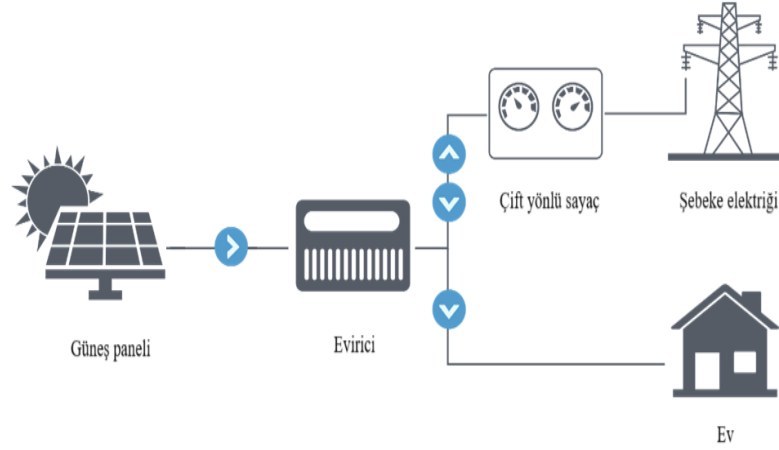 Çift yönlü sayaç
Şebeke elektriği
Güneş paneli
Evirici
Ev